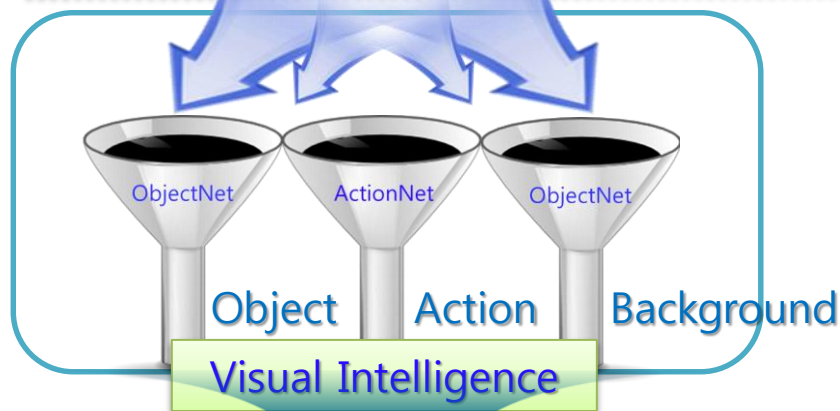 ObjectNet ActionNet ObjectNet
Object Action Background
Visual Intelligence